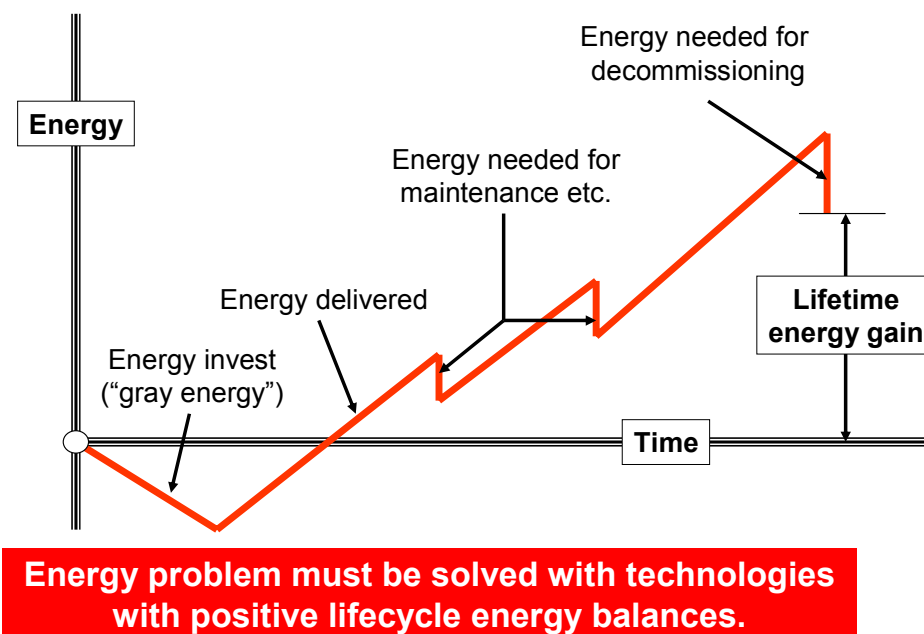 Energy needed for
decommissioning
Energy
Energy needed for
maintenance etc.
Energy delivered
Lifetime
energy gain
Energy invest
(“gray energy”)
Time
Energy problem must be solved with technologies
with positive lifecycle energy balances.